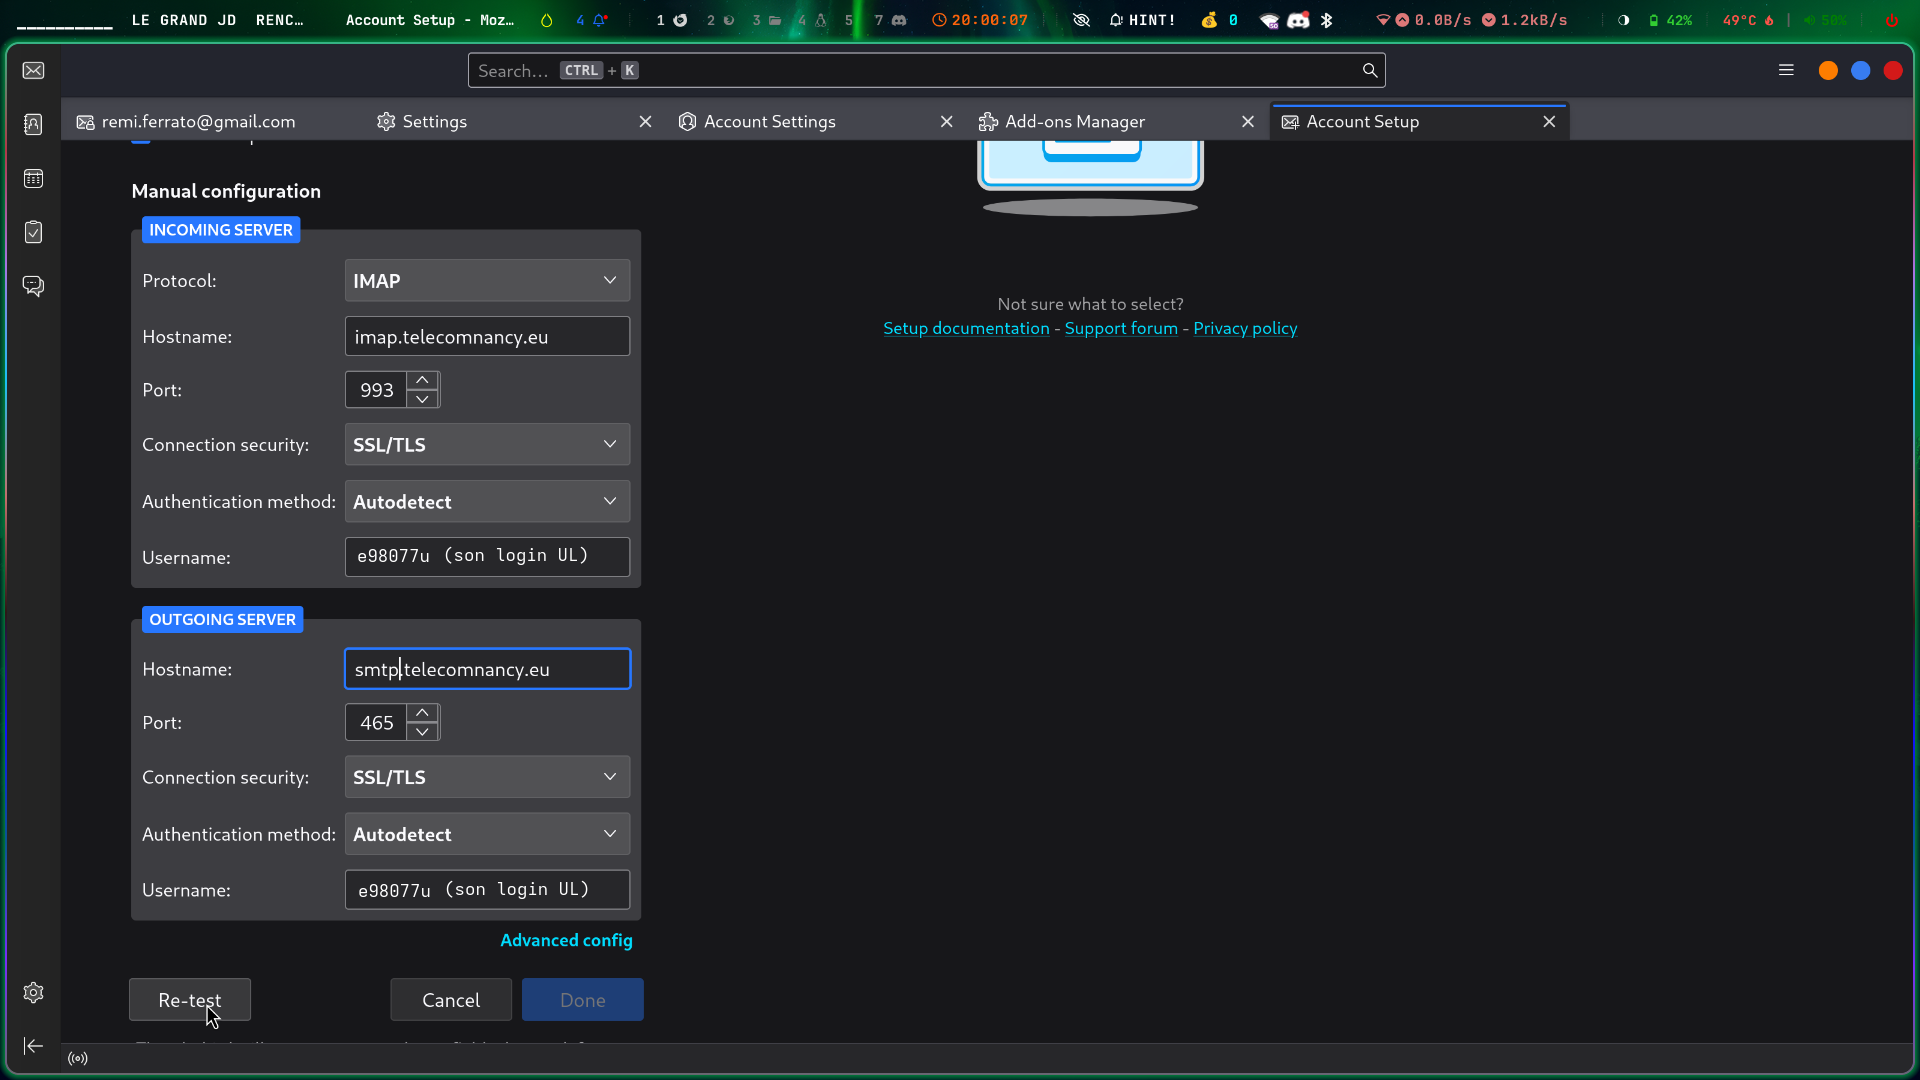 LE GRAND JD RENC… Account Setup - Moz… 4 1 2 3 4 5 7 20:00:07 HINT! 0 0.0B/s 1.2kB/s 42% 49°C 50%
Search… CTRL + K
remi.ferrato@gmail.com Settings Account Settings Add-ons Manager Account Setup
Manual configuration
INCOMING SERVER
Protocol: IMAP
Hostname: imap.telecomnancy.eu
Port: 993
Connection security: SSL/TLS
Authentication method: Autodetect
Username: e98077u (son login UL)
OUTGOING SERVER
Hostname: smtp.telecomnancy.eu
Port: 465
Connection security: SSL/TLS
Authentication method: Autodetect
Username: e98077u (son login UL)
Advanced config
Re-test Cancel Done
Not sure what to select?
Setup documentation - Support forum - Privacy policy